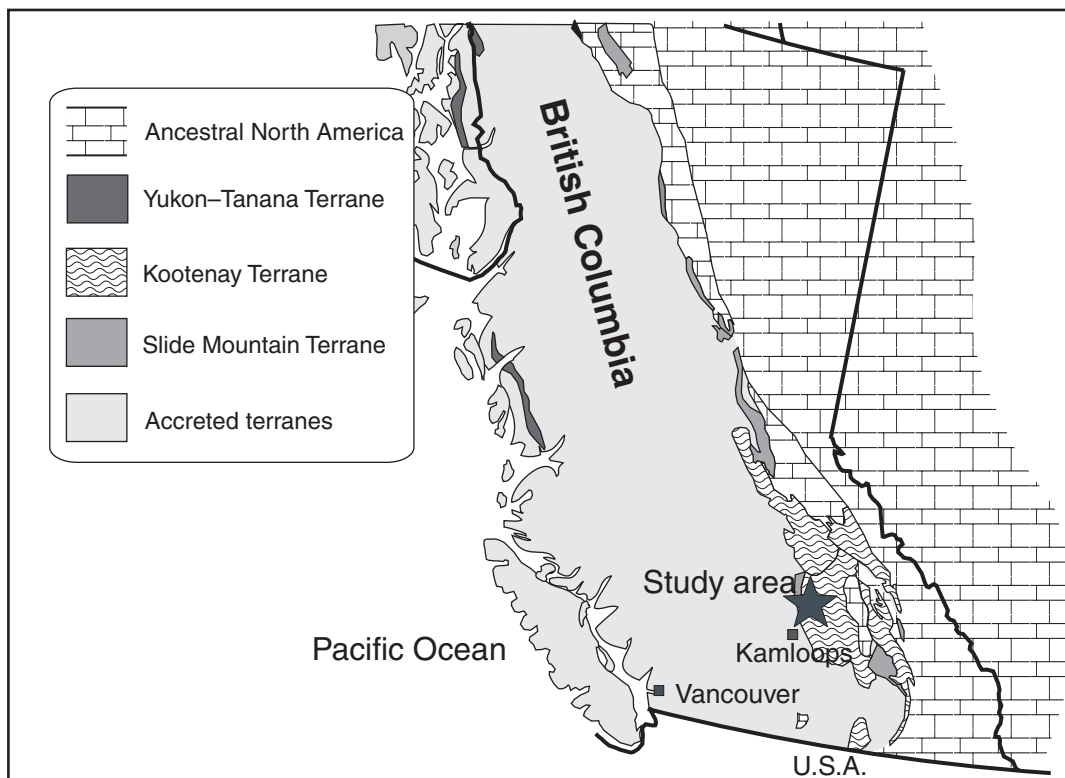 Ancestral North America
Yukon–Tanana Terrane
Kootenay Terrane
Slide Mountain Terrane
Accreted terranes
British Columbia
Study area
Kamloops
Pacific Ocean
Vancouver
U.S.A.